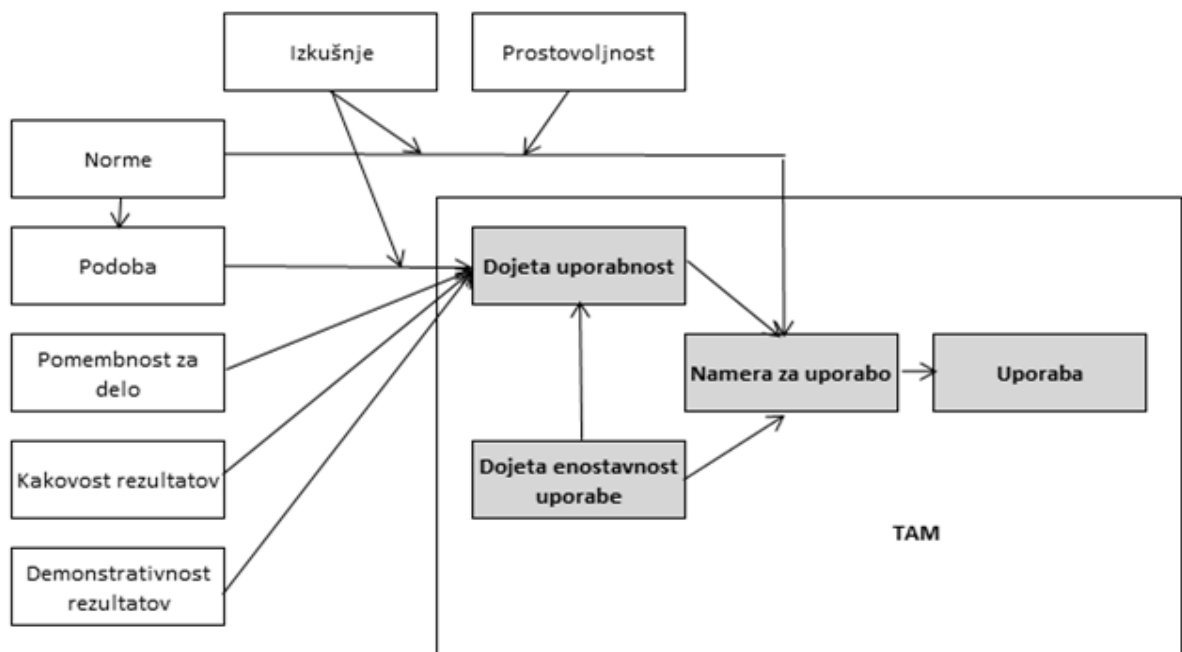 Izkušnje
Prostovoljnost
Norme
Podoba
Dojeta uporabnost
Pomembnost za
delo
Namera za uporabo
Uporaba
Kakovost rezultatov
Dojeta enostavnost
uporabe
TAM
Demonstrativnost
rezultatov